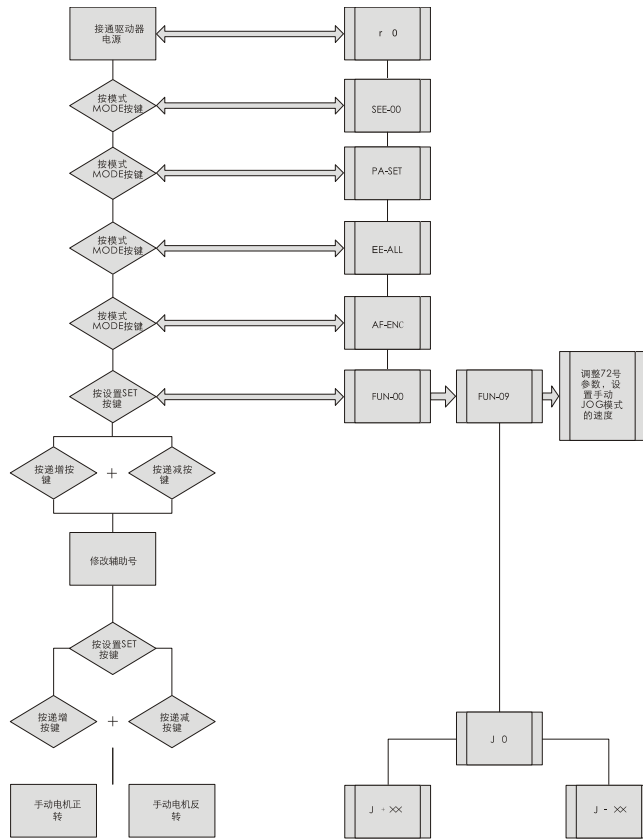 接通驱动器
电源
r 0
按模式
MODE按键
SEE-00
按模式
MODE按键
PA-SET
按模式
MODE按键
EE-ALL
按模式
MODE按键
AF-ENC
按设置SET
按键
FUN-00
FUN-09
调整72号
参数，设
置手动
JOG模式
的速度
按递增按
键
+
按递减按
键
修改辅助号
按设置SET
按键
按递增
按键
+
按递减
按键
J 0
手动电机正
转
手动电机反
转
J - XX